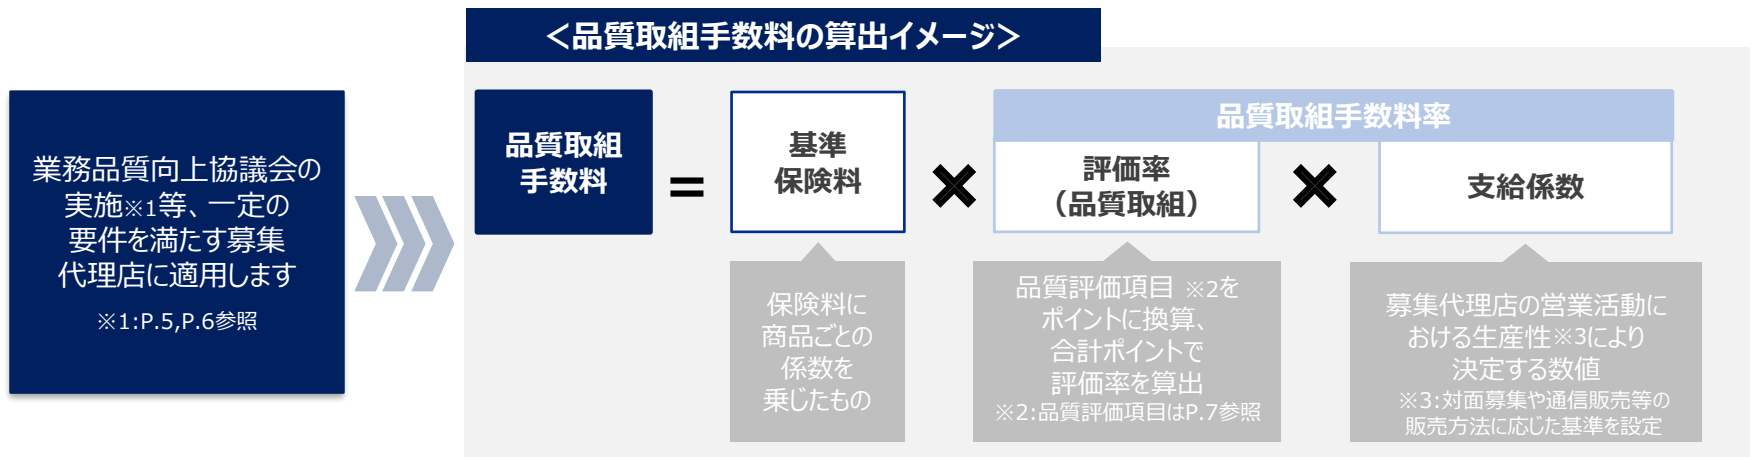 ＜品質取組手数料の算出イメージ＞
業務品質向上協議会の
実施※1等、一定の
要件を満たす募集
代理店に適用します
※1:P.5,P.6参照
品質取組
手数料
＝
基準
保険料
×
品質取組手数料率
評価率
（品質取組）
×
支給係数
保険料に
商品ごとの
係数を
乗じたもの
品質評価項目 ※2を
ポイントに換算、
合計ポイントで
評価率を算出
※2:品質評価項目はP.7参照
募集代理店の営業活動に
おける生産性※3により
決定する数値
※3:対面募集や通信販売等の
販売方法に応じた基準を設定